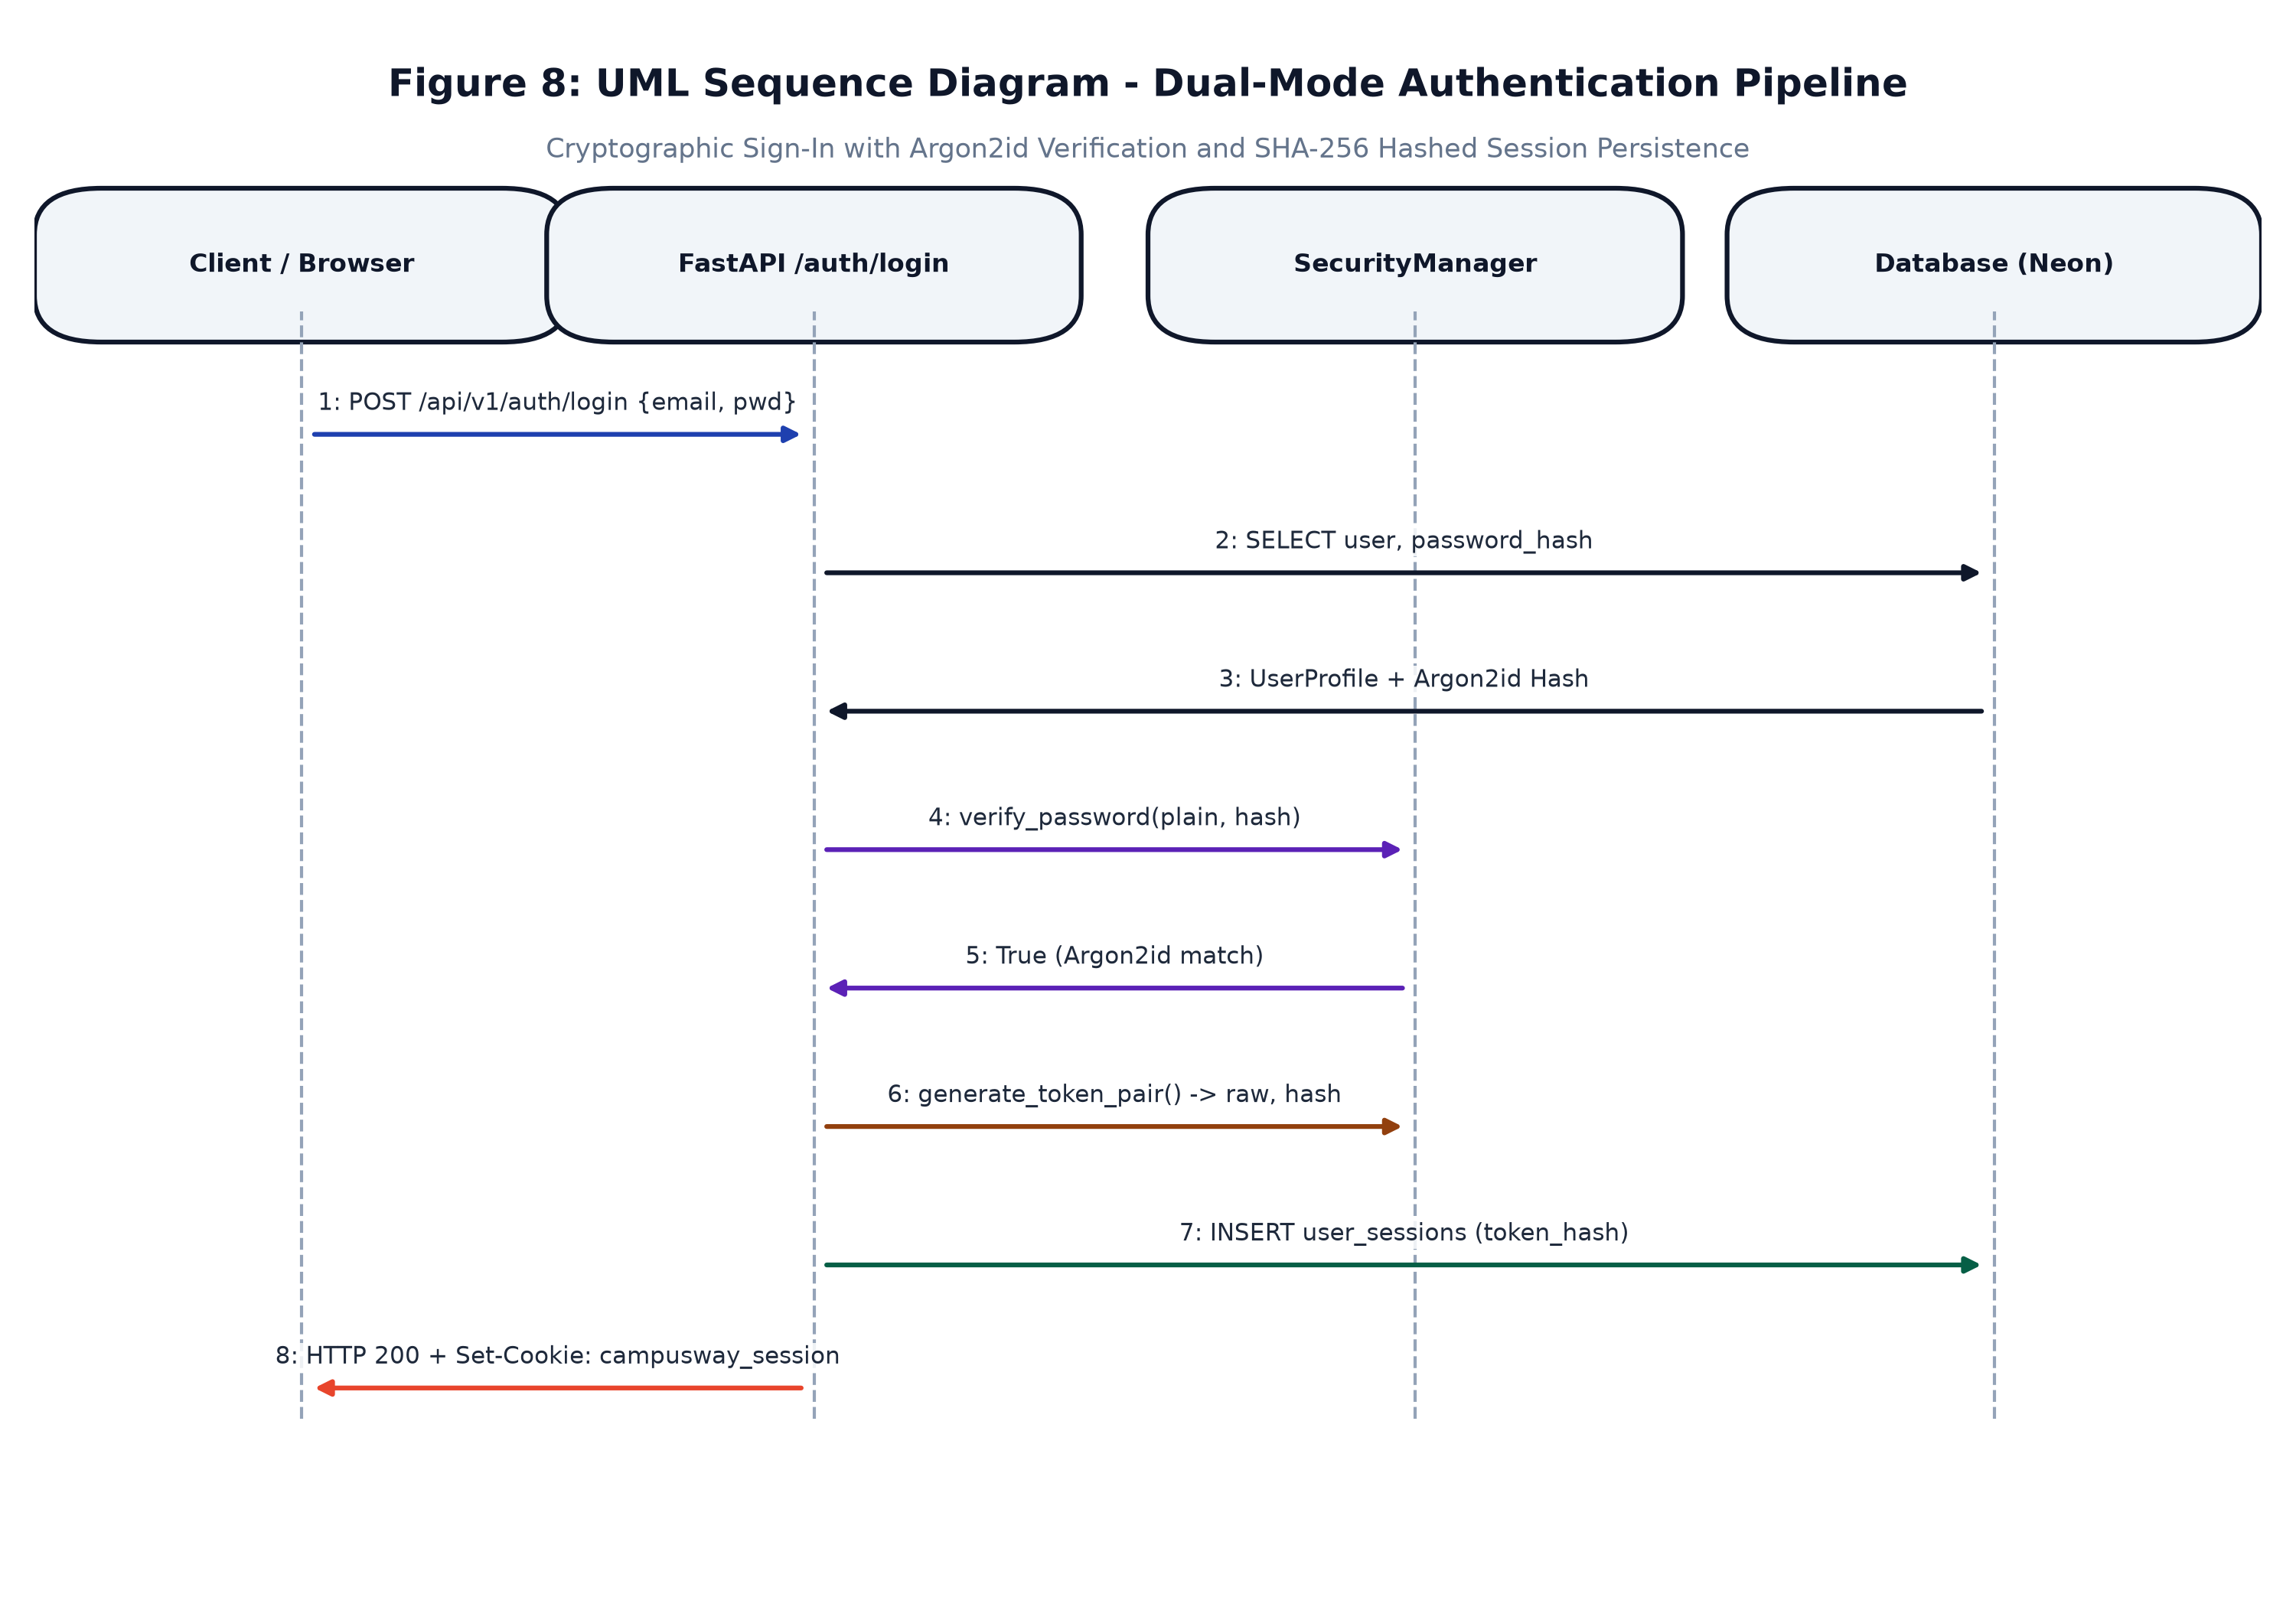 Figure 8: UML Sequence Diagram - Dual-Mode Authentication Pipeline
Cryptographic Sign-In with Argon2id Verification and SHA-256 Hashed Session Persistence
Client / Browser
FastAPI /auth/login
SecurityManager
Database (Neon)
1: POST /api/v1/auth/login {email, pwd}
2: SELECT user, password_hash
3: UserProfile + Argon2id Hash
4: verify_password(plain, hash)
5: True (Argon2id match)
6: generate_token_pair() -> raw, hash
7: INSERT user_sessions (token_hash)
8: HTTP 200 + Set-Cookie: campusway_session